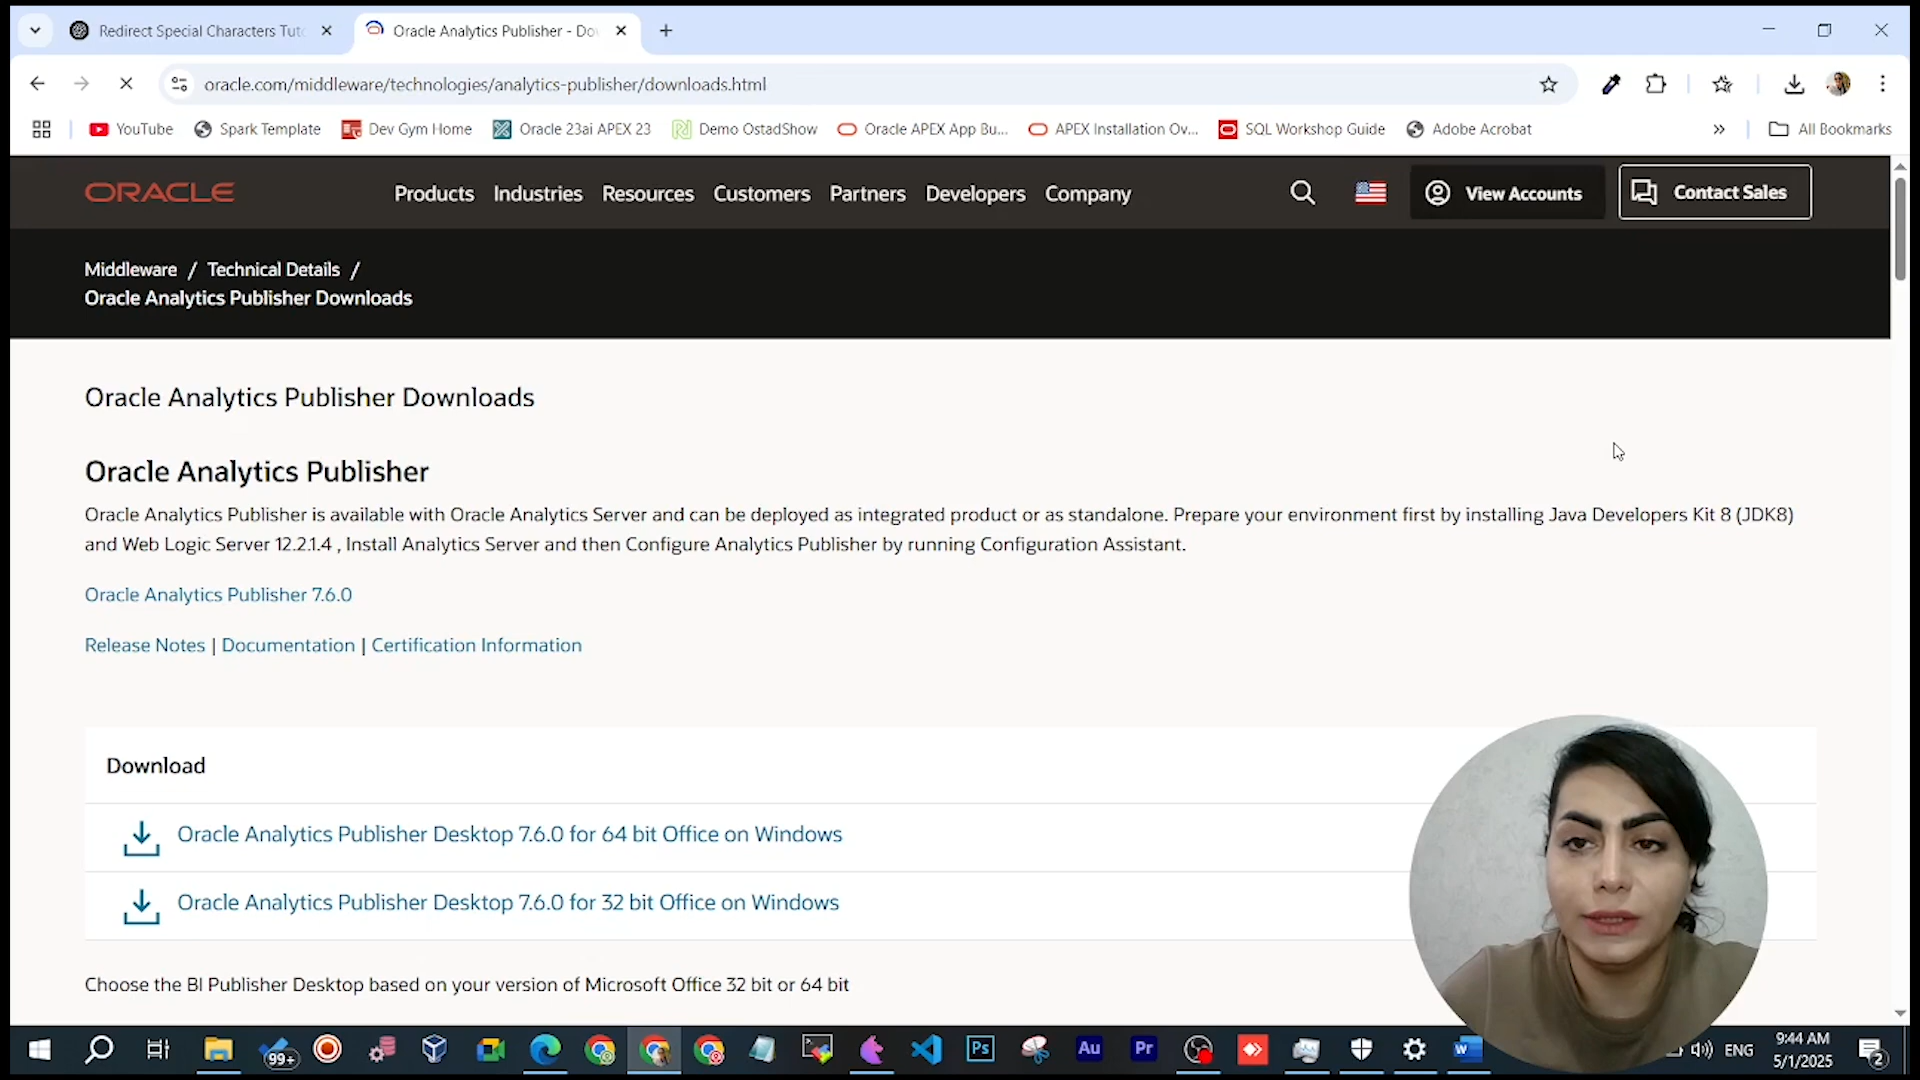 Redirect Special Characters Tuto
Oracle Analytics Publisher - Do
oracle.com/middleware/technologies/analytics-publisher/downloads.html
YouTube
Spark Template
Dev Gym Home
Oracle 23ai APEX 23
Demo OstadShow
Oracle APEX App Bu...
APEX Installation Ov...
SQL Workshop Guide
Adobe Acrobat
»
All Bookmarks
ORACLE
Products
Industries
Resources
Customers
Partners
Developers
Company
View Accounts
Contact Sales
Middleware / Technical Details /
Oracle Analytics Publisher Downloads
Oracle Analytics Publisher Downloads
Oracle Analytics Publisher
Oracle Analytics Publisher is available with Oracle Analytics Server and can be deployed as integrated product or as standalone. Prepare your environment first by installing Java Developers Kit 8 (JDK8)
and Web Logic Server 12.2.1.4 , Install Analytics Server and then Configure Analytics Publisher by running Configuration Assistant.
Oracle Analytics Publisher 7.6.0
Release Notes | Documentation | Certification Information
Download
Oracle Analytics Publisher Desktop 7.6.0 for 64 bit Office on Windows
Oracle Analytics Publisher Desktop 7.6.0 for 32 bit Office on Windows
Choose the BI Publisher Desktop based on your version of Microsoft Office 32 bit or 64 bit
99+
Ps
Au
Pr
W
ENG
9:44 AM
5/1/2025
2